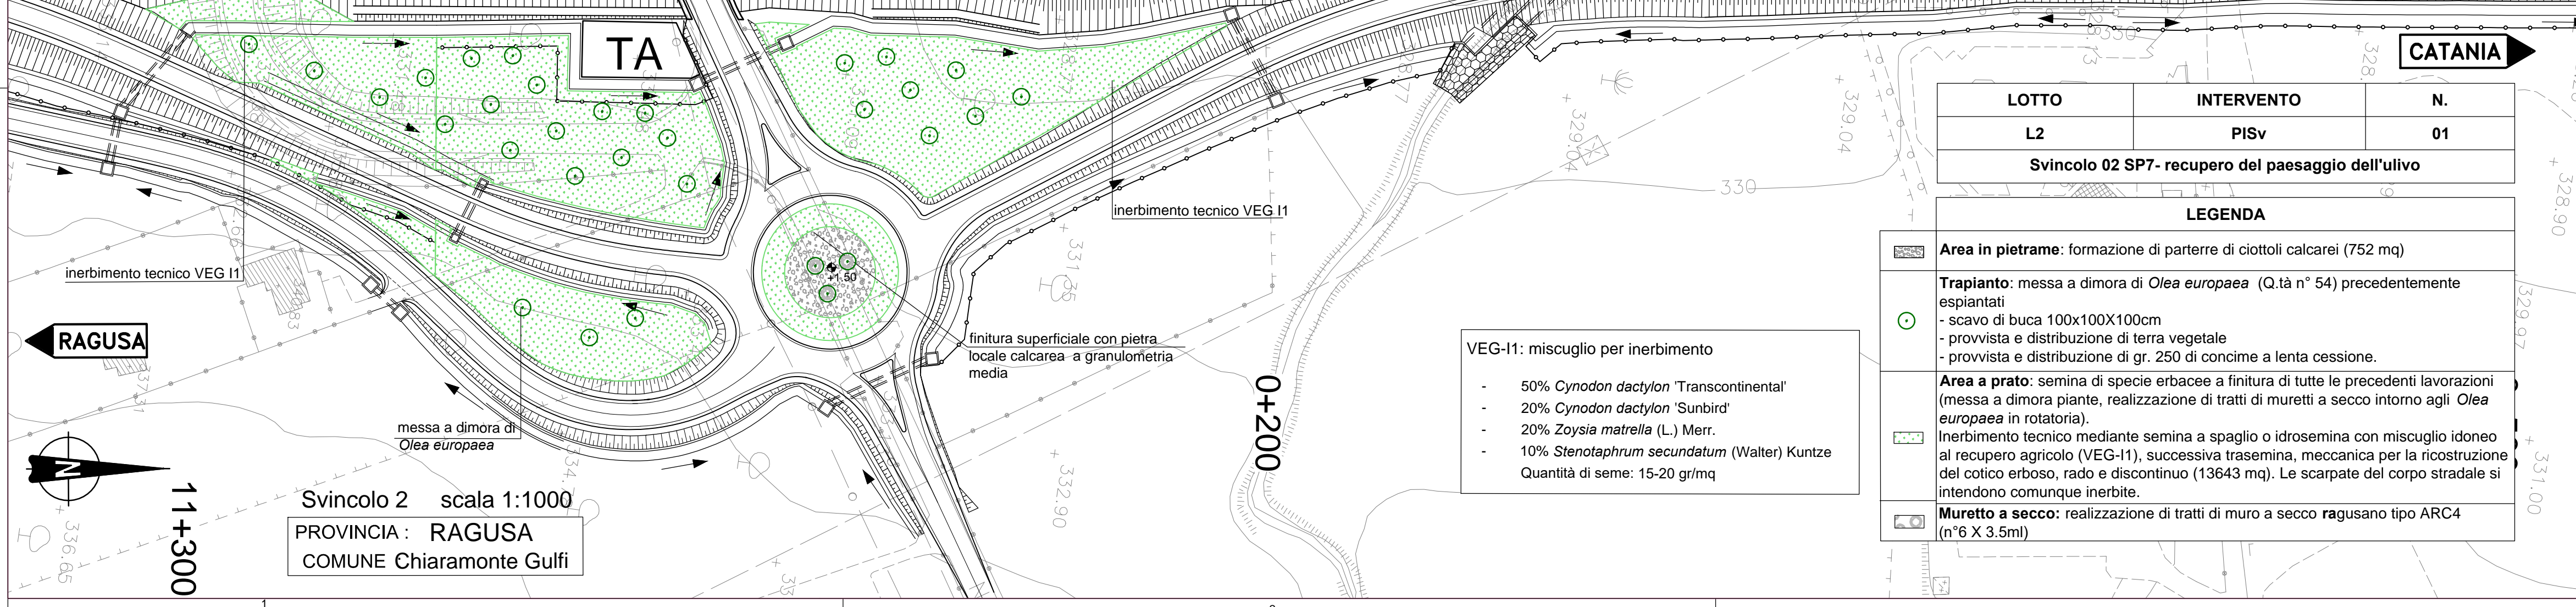 TA
CATANIA
330
328.77
328.77
329.04
329.04
330
LOTTO INTERVENTO N.
L2 PISv 01
Svincolo 02 SP7- recupero del paesaggio dell'ulivo
328.90
inerbimento tecnico VEG I1
inerbimento tecnico VEG I1
331.35
+1.50
RAGUSA
finitura superficiale con pietra
locale calcarea a granulometria
media
messa a dimora di
Olea europaea
0+200
332.90
N
11+300
336.65
Svincolo 2 scala 1:1000
PROVINCIA : RAGUSA
COMUNE Chiaramonte Gulfi
VEG-I1: miscuglio per inerbimento
- 50% Cynodon dactylon 'Transcontinental'
- 20% Cynodon dactylon 'Sunbird'
- 20% Zoysia matrella (L.) Merr.
- 10% Stenotaphrum secundatum (Walter) Kuntze
Quantità di seme: 15-20 gr/mq
LEGENDA
Area in pietrame: formazione di parterre di ciottoli calcarei (752 mq)
Trapianto: messa a dimora di Olea europaea (Q.tà n° 54) precedentemente
espiantati
- scavo di buca 100x100X100cm
- provvista e distribuzione di terra vegetale
- provvista e distribuzione di gr. 250 di concime a lenta cessione.
Area a prato: semina di specie erbacee a finitura di tutte le precedenti lavorazioni
(messa a dimora piante, realizzazione di tratti di muretti a secco intorno agli Olea
europaea in rotatoria).
Inerbimento tecnico mediante semina a spaglio o idrosemina con miscuglio idoneo
al recupero agricolo (VEG-I1), successiva trasemina, meccanica per la ricostruzione
del cotico erboso, rado e discontinuo (13643 mq). Le scarpate del corpo stradale si
intendono comunque inerbite.
Muretto a secco: realizzazione di tratti di muro a secco ragusano tipo ARC4
(n°6 X 3.5ml)
329.97
331.00
1